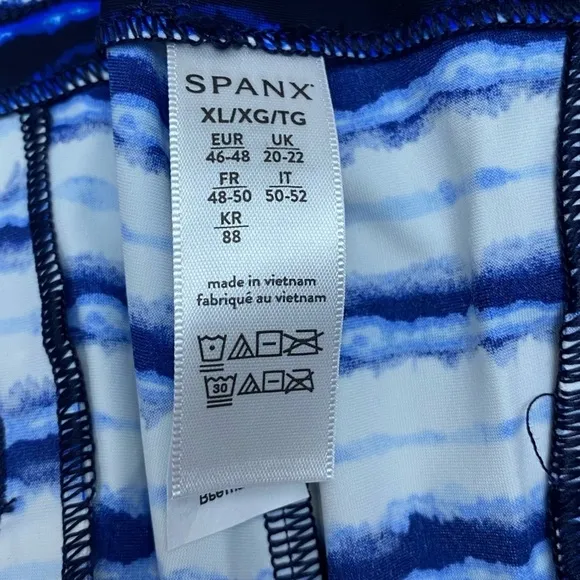 SPANX
XL/XG/TG
EUR UK
46-48 20-22
FR IT
48-50 50-52
KR
88
made in vietnam
fabriqué au vietnam
30